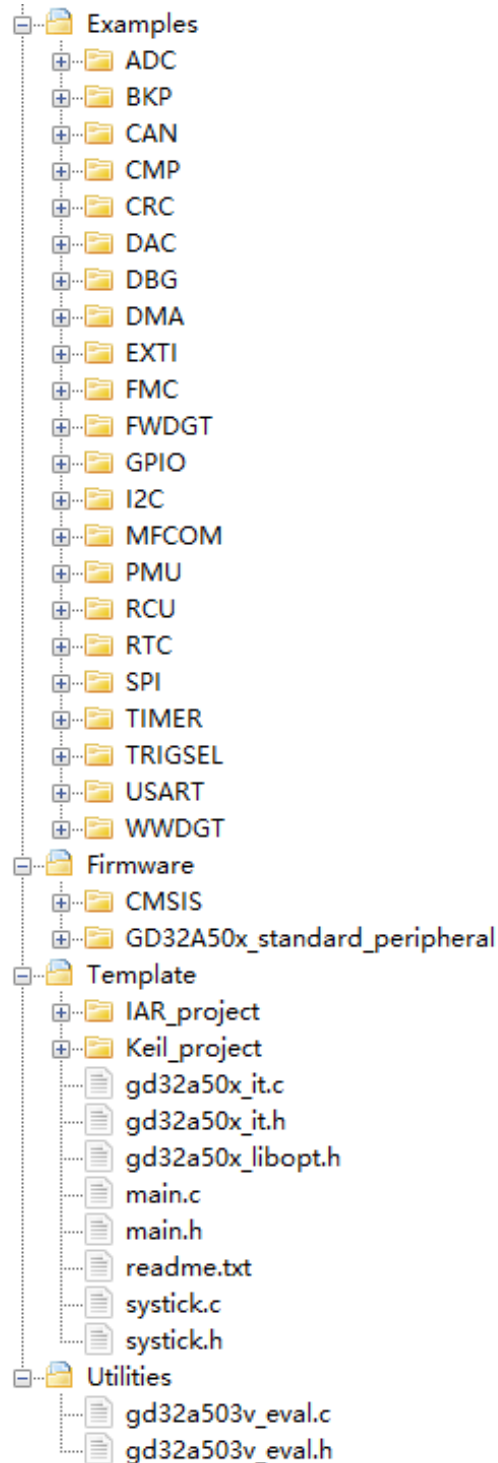 Examples
ADC
BKP
CAN
CMP
CRC
DAC
DBG
DMA
EXTI
FMC
FWDGT
GPIO
I2C
MFCOM
PMU
RCU
RTC
SPI
TIMER
TRIGSEL
USART
WWDGT
Firmware
CMSIS
GD32A50x_standard_peripheral
Template
IAR_project
Keil_project
gd32a50x_it.c
gd32a50x_it.h
gd32a50x_libopt.h
main.c
main.h
readme.txt
systick.c
systick.h
Utilities
gd32a503v_eval.c
gd32a503v_eval.h